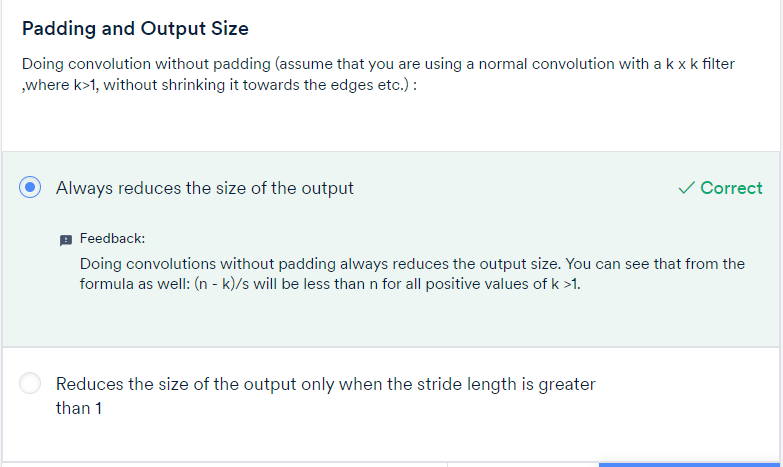 Padding and Output Size
Doing convolution without padding (assume that you are using a normal convolution with a k x k filter
,where k>1, without shrinking it towards the edges etc.) :
Always reduces the size of the output
Correct
Feedback:
Doing convolutions without padding always reduces the output size. You can see that from the
formula as well: (n - k)/s will be less than n for all positive values of k >1.
Reduces the size of the output only when the stride length is greater
than 1